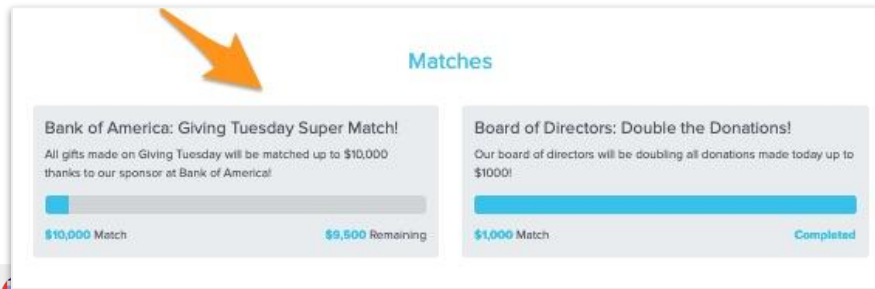 Matches
Bank of America: Giving Tuesday Super Match!
All gifts made on Giving Tuesday will be matched up to $10,000
thanks to our sponsor at Bank of America!
$10,000 Match
$9,500 Remaining
Board of Directors: Double the Donations!
Our board of directors will be doubling all donations made today up to
$1000!
$1,000 Match
Completed